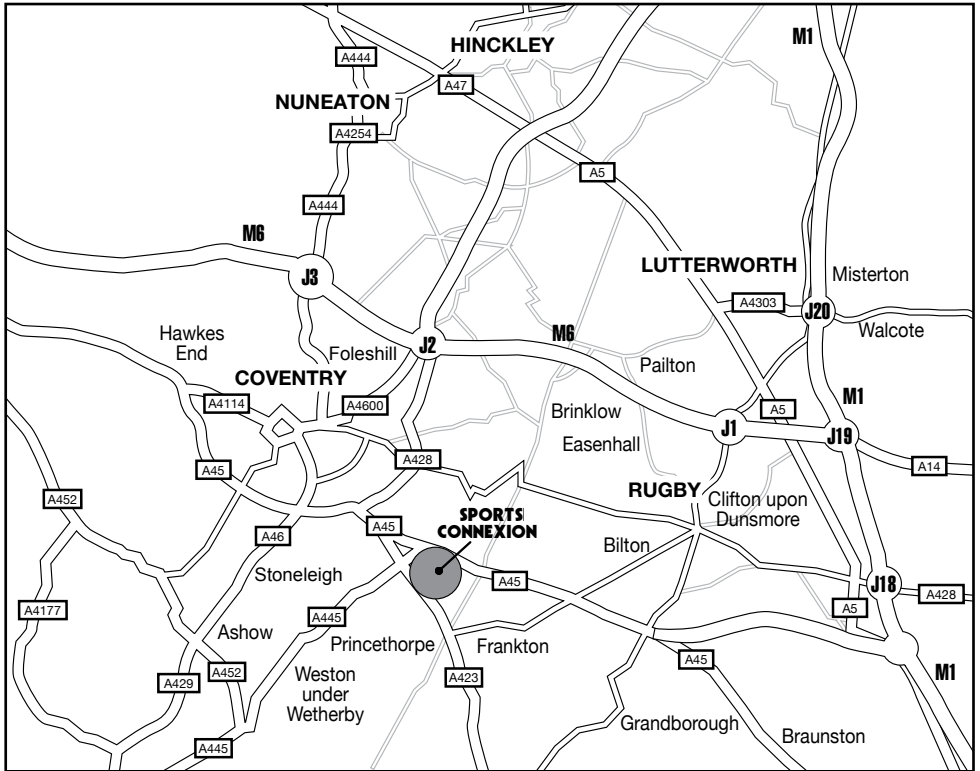 M1
HINCKLEY
A444
A47
NUNEATON
A4254
A5
A444
M6
LUTTERWORTH
J3
Misterton
A4303
J20
Hawkes
End
Foleshill
J2
M6
Walcote
Pailton
COVENTRY
A4114
A4600
Brinklow
A5
M1
J1
J19
Easenhall
A428
A45
A14
RUGBY
Clifton upon
Dunsmore
A452
SPORTS
CONNEXION
A45
A46
Bilton
Stoneleigh
A45
J18
A428
A4177
A445
A5
Ashow
Princethorpe
Frankton
A452
Weston
under
Wetherby
A423
A45
M1
A429
Grandborough
Braunston
A445